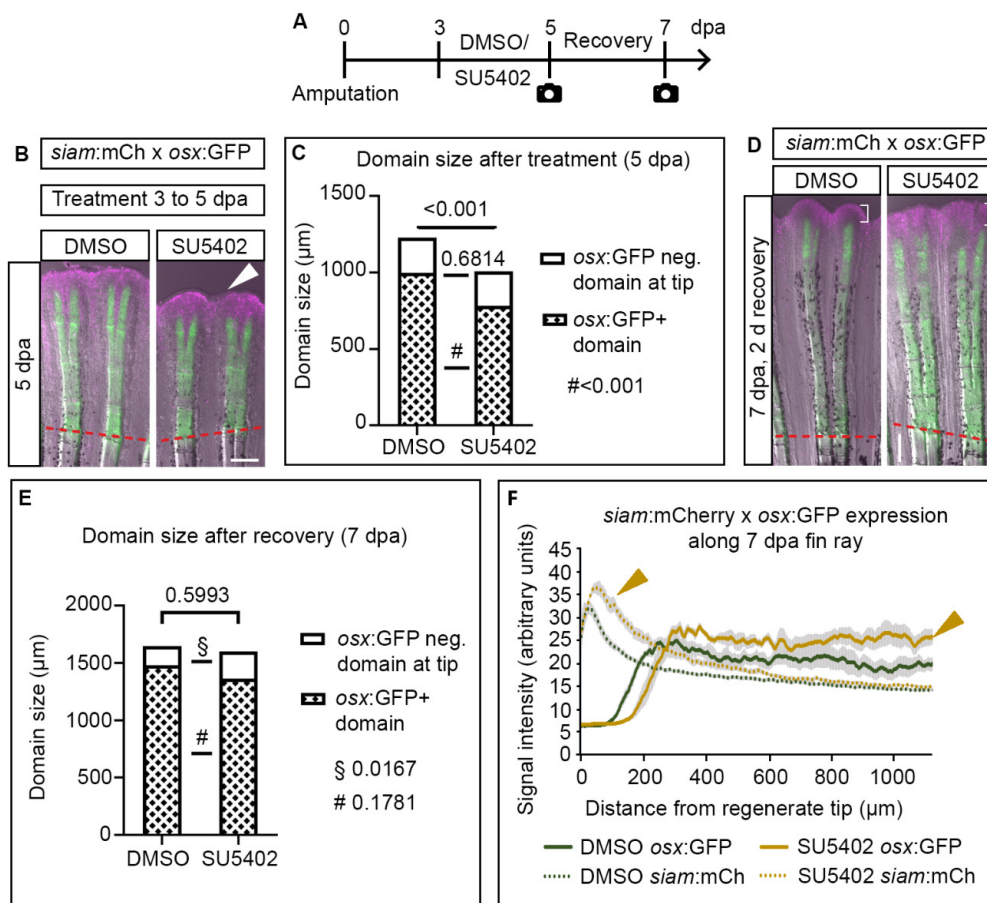 A
0 3 DMSO/ 5 Recovery 7 dpa
SU5402
Amputation
B
siam:mCh x osx:GFP
Treatment 3 to 5 dpa
DMSO SU5402
5 dpa
C
Domain size after treatment (5 dpa)
Domain size (µm)
1500
1000
500
0
<0.001
0.6814
#
DMSO SU5402
osx:GFP neg.
domain at tip
osx:GFP+
domain
#<0.001
D
siam:mCh x osx:GFP
DMSO SU5402
7 dpa, 2 d recovery
E
Domain size after recovery (7 dpa)
Domain size (µm)
2000
1500
1000
500
0
0.5993
§
#
DMSO SU5402
osx:GFP neg.
domain at tip
osx:GFP+
domain
§ 0.0167
# 0.1781
F
siam:mCherry x osx:GFP expression
along 7 dpa fin ray
Signal intensity (arbitrary units)
45
40
35
30
25
20
15
10
5
0
0 200 400 600 800 1000
Distance from regenerate tip (µm)
DMSO osx:GFP SU5402 osx:GFP
DMSO siam:mCh SU5402 siam:mCh